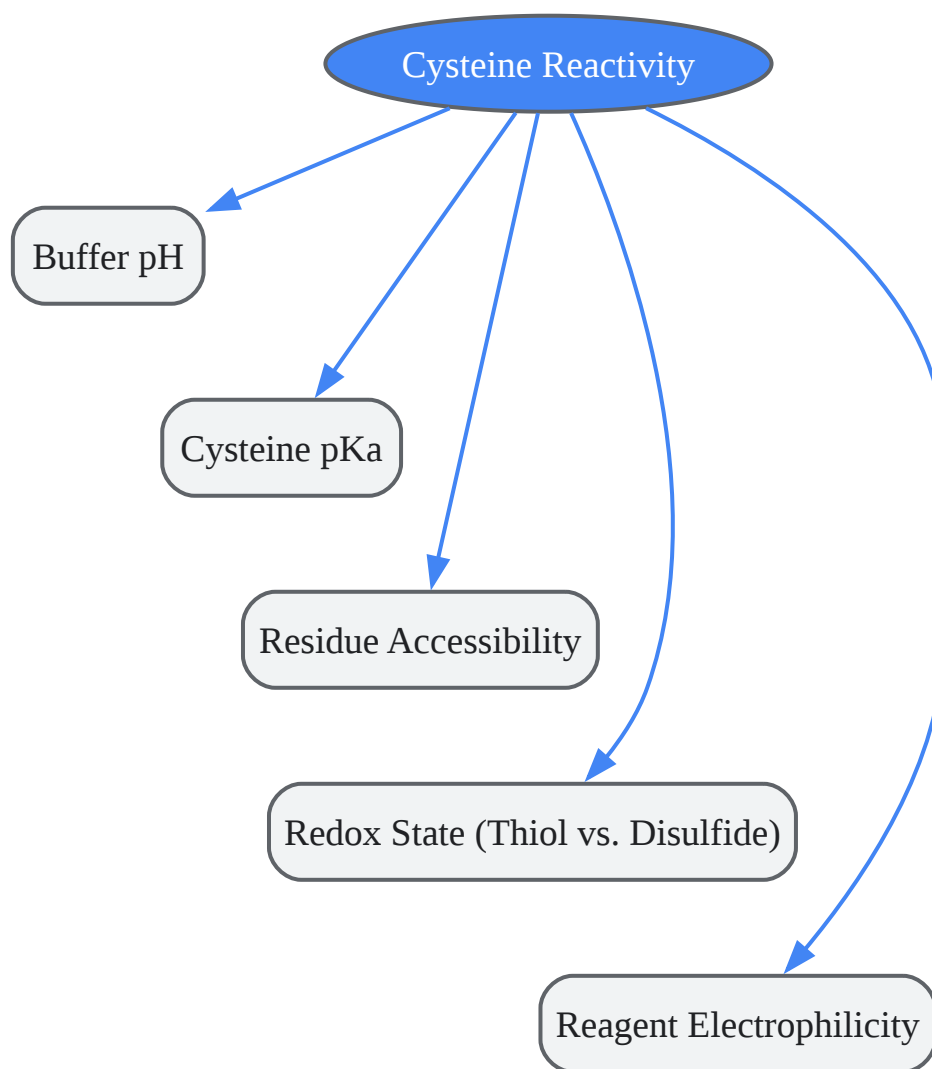 Cysteine Reactivity
Buffer pH
Cysteine pKa
Residue Accessibility
Redox State (Thiol vs. Disulfide)
Reagent Electrophilicity